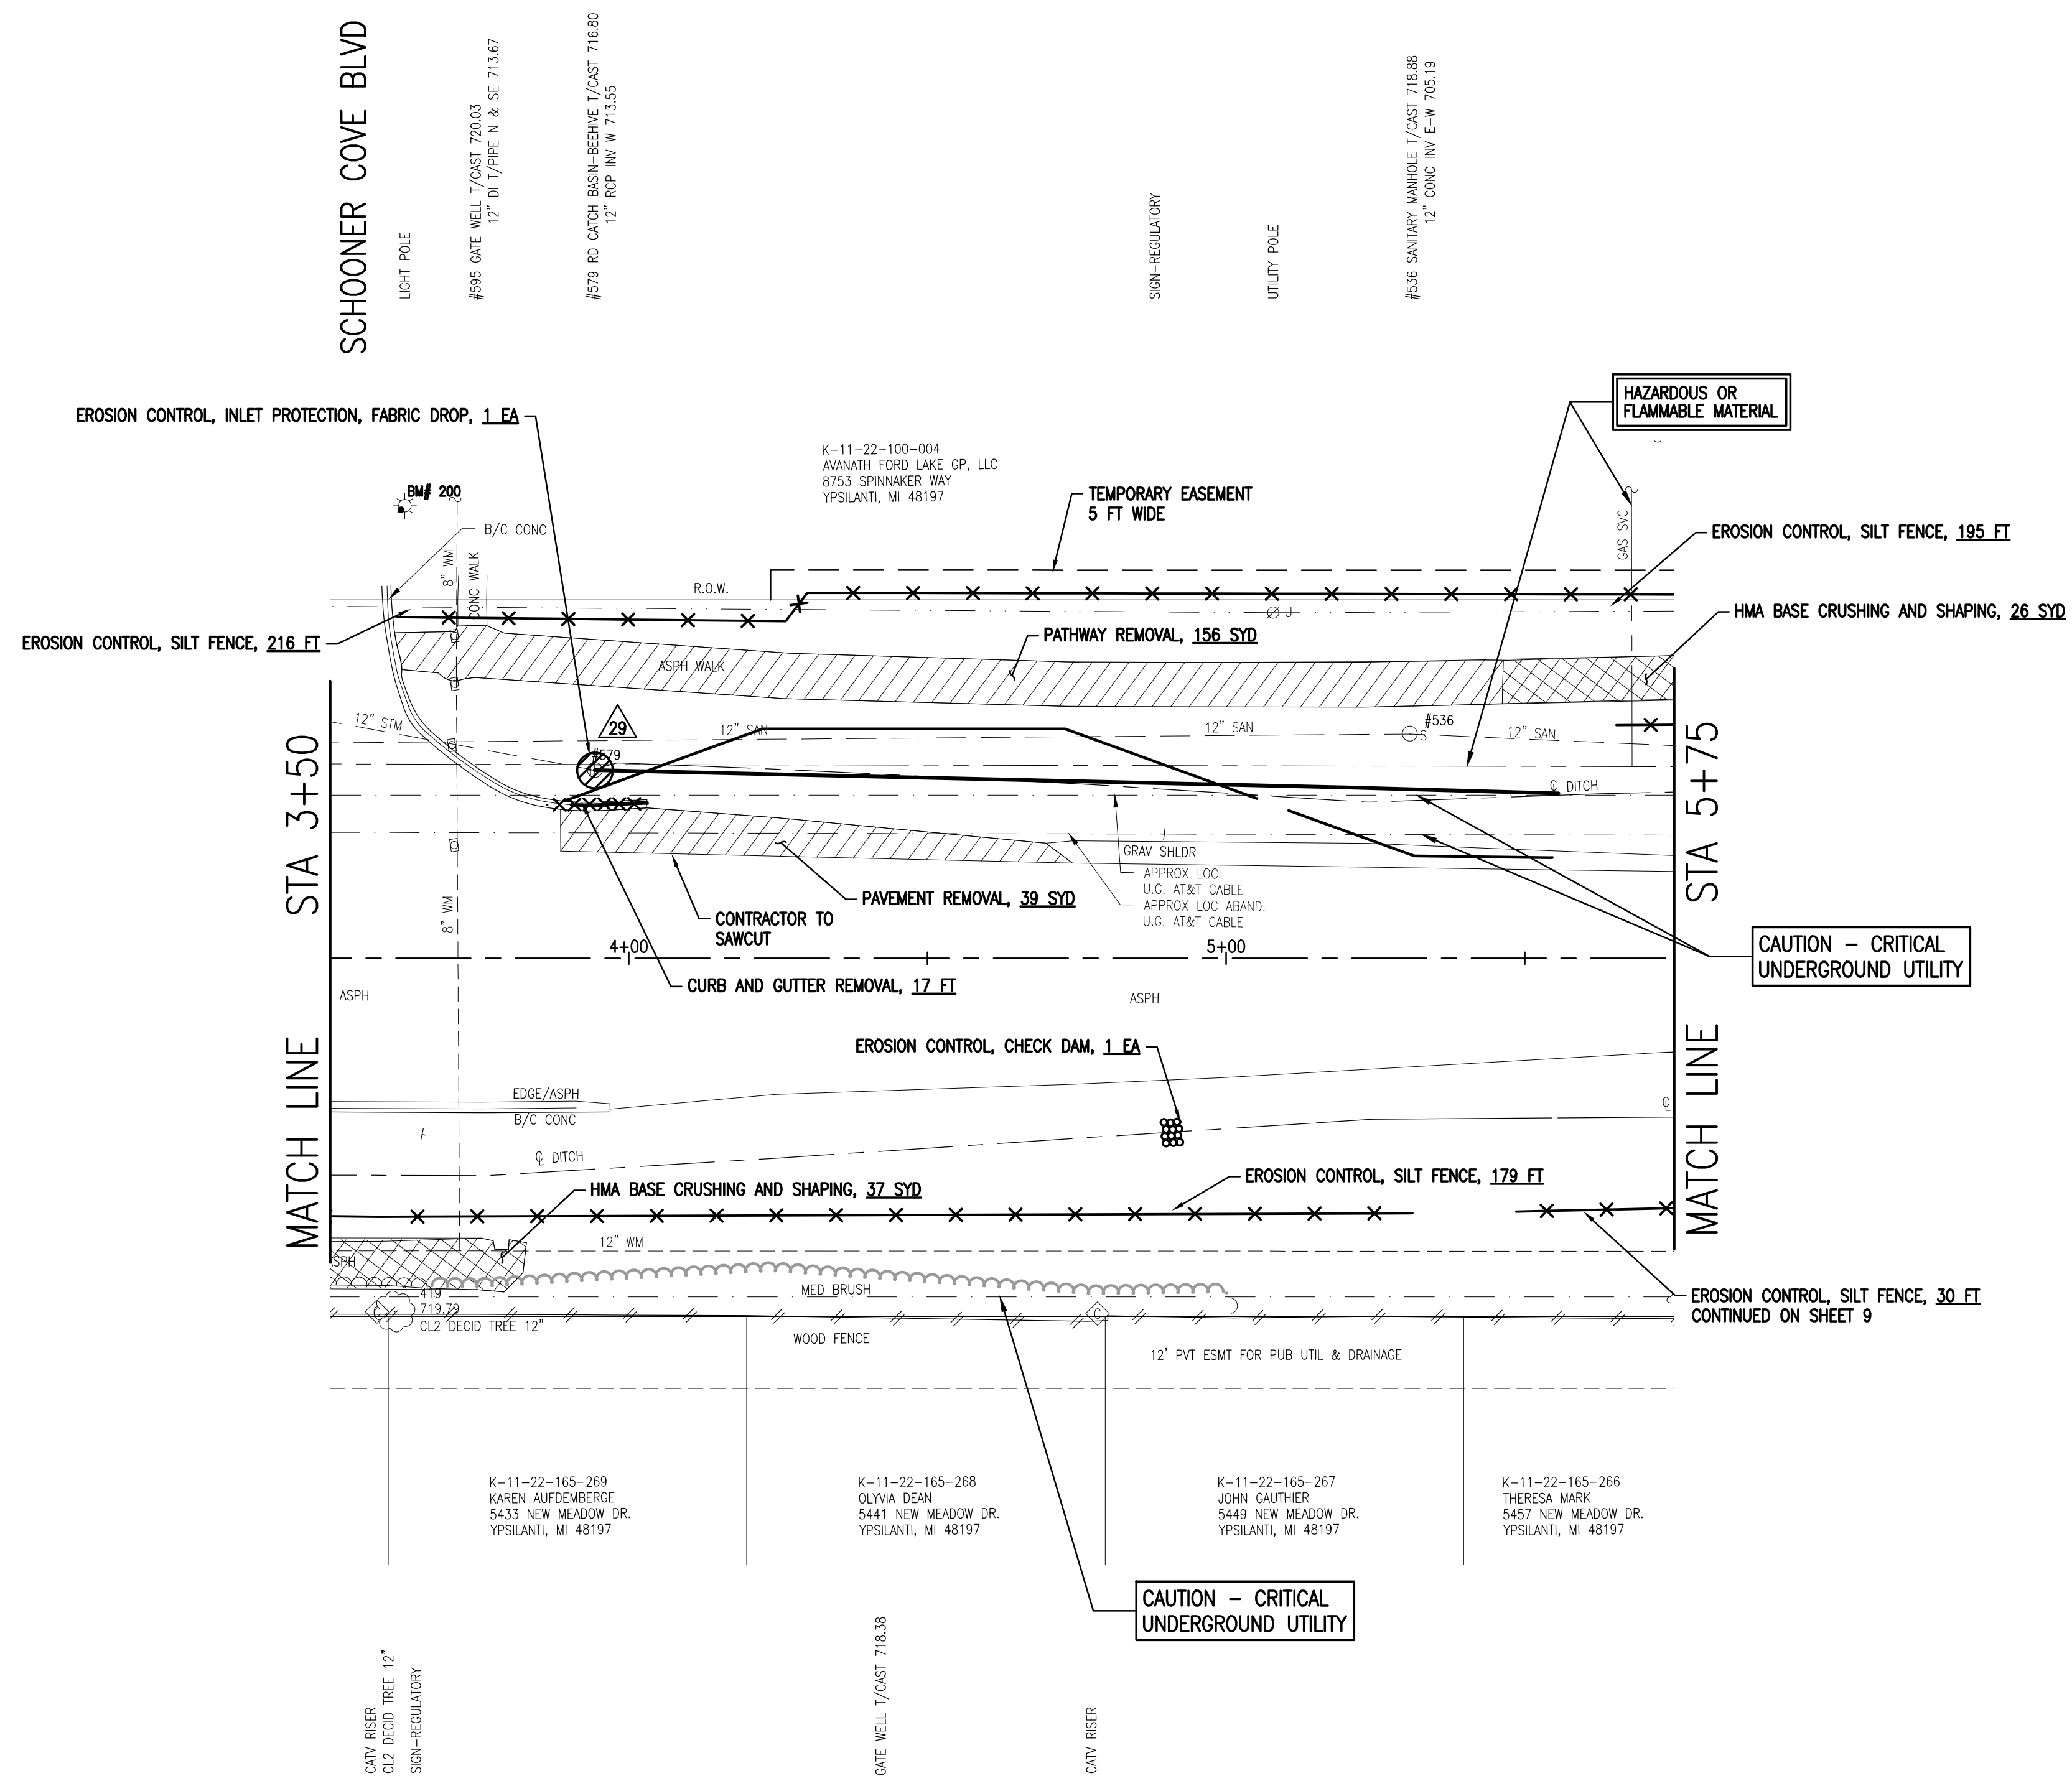 SCHOONER COVE BLVD
LIGHT POLE
#595 GATE WELL T/CAST 720.03
12" DI T/PIPE N & SE 713.67
#579 RD CATCH BASIN-BEEHIVE T/CAST 716.80
12" RCP INV W 713.55
SIGN-REGULATORY
UTILITY POLE
#536 SANITARY MANHOLE T/CAST 718.88
12" CONC INV E-W 705.19
HAZARDOUS OR
FLAMMABLE MATERIAL
EROSION CONTROL, INLET PROTECTION, FABRIC DROP, 1 EA
K-11-22-100-004
AVANATH FORD LAKE GP, LLC
8753 SPINNAKER WAY
YPSILANTI, MI 48197
BM# 200
TEMPORARY EASEMENT
5 FT WIDE
B/C CONC
GAS SVC
EROSION CONTROL, SILT FENCE, 195 FT
8" WM
CONC WALK
R.O.W.
U
HMA BASE CRUSHING AND SHAPING, 26 SYD
EROSION CONTROL, SILT FENCE, 216 FT
PATHWAY REMOVAL, 156 SYD
ASPH WALK
12" STM
29
12" SAN
12" SAN
#536
S
12" SAN
#579
℄ DITCH
STA 3+50
STA 5+75
GRAV SHLDR
APPROX LOC
U.G. AT&T CABLE
APPROX LOC ABAND.
U.G. AT&T CABLE
PAVEMENT REMOVAL, 39 SYD
8" WM
CONTRACTOR TO
SAWCUT
4+00
5+00
CAUTION - CRITICAL
UNDERGROUND UTILITY
CURB AND GUTTER REMOVAL, 17 FT
ASPH
ASPH
EROSION CONTROL, CHECK DAM, 1 EA
MATCH LINE
MATCH LINE
EDGE/ASPH
B/C CONC
℄
℄ DITCH
EROSION CONTROL, SILT FENCE, 179 FT
HMA BASE CRUSHING AND SHAPING, 37 SYD
12" WM
SPH
MED BRUSH
419
719.79
C
C
CL2 DECID TREE 12"
WOOD FENCE
EROSION CONTROL, SILT FENCE, 30 FT
CONTINUED ON SHEET 9
12' PVT ESMT FOR PUB UTIL & DRAINAGE
K-11-22-165-269
KAREN AUFDEMBERGE
5433 NEW MEADOW DR.
YPSILANTI, MI 48197
K-11-22-165-268
OLYVIA DEAN
5441 NEW MEADOW DR.
YPSILANTI, MI 48197
K-11-22-165-267
JOHN GAUTHIER
5449 NEW MEADOW DR.
YPSILANTI, MI 48197
K-11-22-165-266
THERESA MARK
5457 NEW MEADOW DR.
YPSILANTI, MI 48197
CAUTION - CRITICAL
UNDERGROUND UTILITY
CATV RISER
CL2 DECID TREE 12"
SIGN-REGULATORY
GATE WELL T/CAST 718.38
CATV RISER